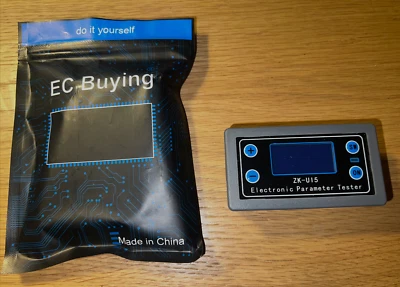 do it yourself
EC Buying
Made in China
+
−
ZK-U15
Electronic Parameter Tester